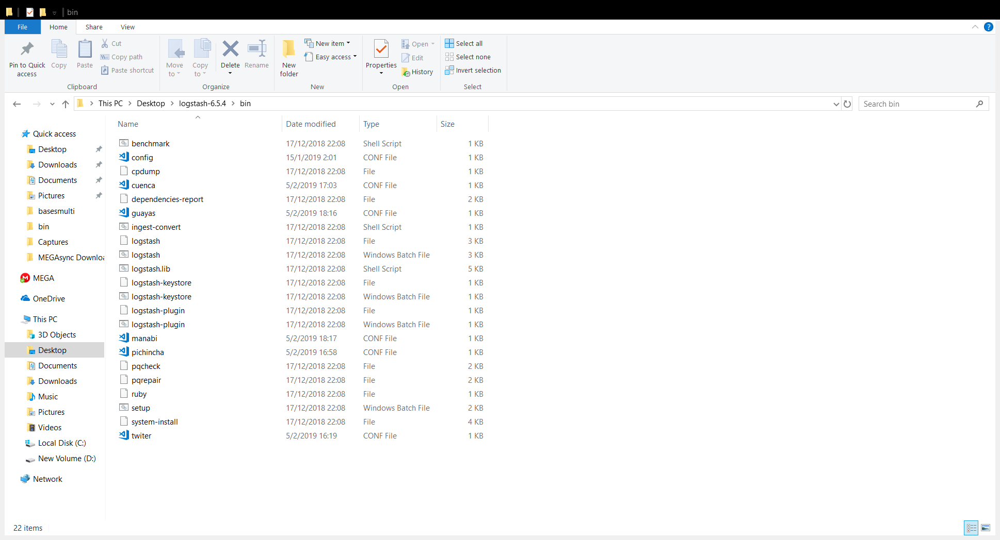 bin
File Home Share View
Pin to Quick access
Copy
Paste
Cut
Copy path
Paste shortcut
Clipboard
Move to
Copy to
Delete
Rename
Organize
New folder
New item
Easy access
New
Properties
Open
Edit
History
Open
Select all
Select none
Invert selection
Select
This PC > Desktop > logstash-6.5.4 > bin
Search bin
Quick access
Desktop
Downloads
Documents
Pictures
basesmulti
bin
Captures
MEGAsync Downloa
MEGA
OneDrive
This PC
3D Objects
Desktop
Documents
Downloads
Music
Pictures
Videos
Local Disk (C:)
New Volume (D:)
Network
Name Date modified Type Size
benchmark 17/12/2018 22:08 Shell Script 1 KB
config 15/1/2019 2:01 CONF File 1 KB
cpdump 17/12/2018 22:08 File 1 KB
cuenca 5/2/2019 17:03 CONF File 1 KB
dependencies-report 17/12/2018 22:08 File 2 KB
guayas 5/2/2019 18:16 CONF File 1 KB
ingest-convert 17/12/2018 22:08 Shell Script 1 KB
logstash 17/12/2018 22:08 File 3 KB
logstash 17/12/2018 22:08 Windows Batch File 3 KB
logstash.lib 17/12/2018 22:08 Shell Script 5 KB
logstash-keystore 17/12/2018 22:08 File 1 KB
logstash-keystore 17/12/2018 22:08 Windows Batch File 1 KB
logstash-plugin 17/12/2018 22:08 File 1 KB
logstash-plugin 17/12/2018 22:08 Windows Batch File 1 KB
manabi 5/2/2019 18:17 CONF File 1 KB
pichincha 5/2/2019 16:58 CONF File 1 KB
pqcheck 17/12/2018 22:08 File 2 KB
pqrepair 17/12/2018 22:08 File 2 KB
ruby 17/12/2018 22:08 File 1 KB
setup 17/12/2018 22:08 Windows Batch File 2 KB
system-install 17/12/2018 22:08 File 4 KB
twiter 5/2/2019 16:19 CONF File 1 KB
22 items